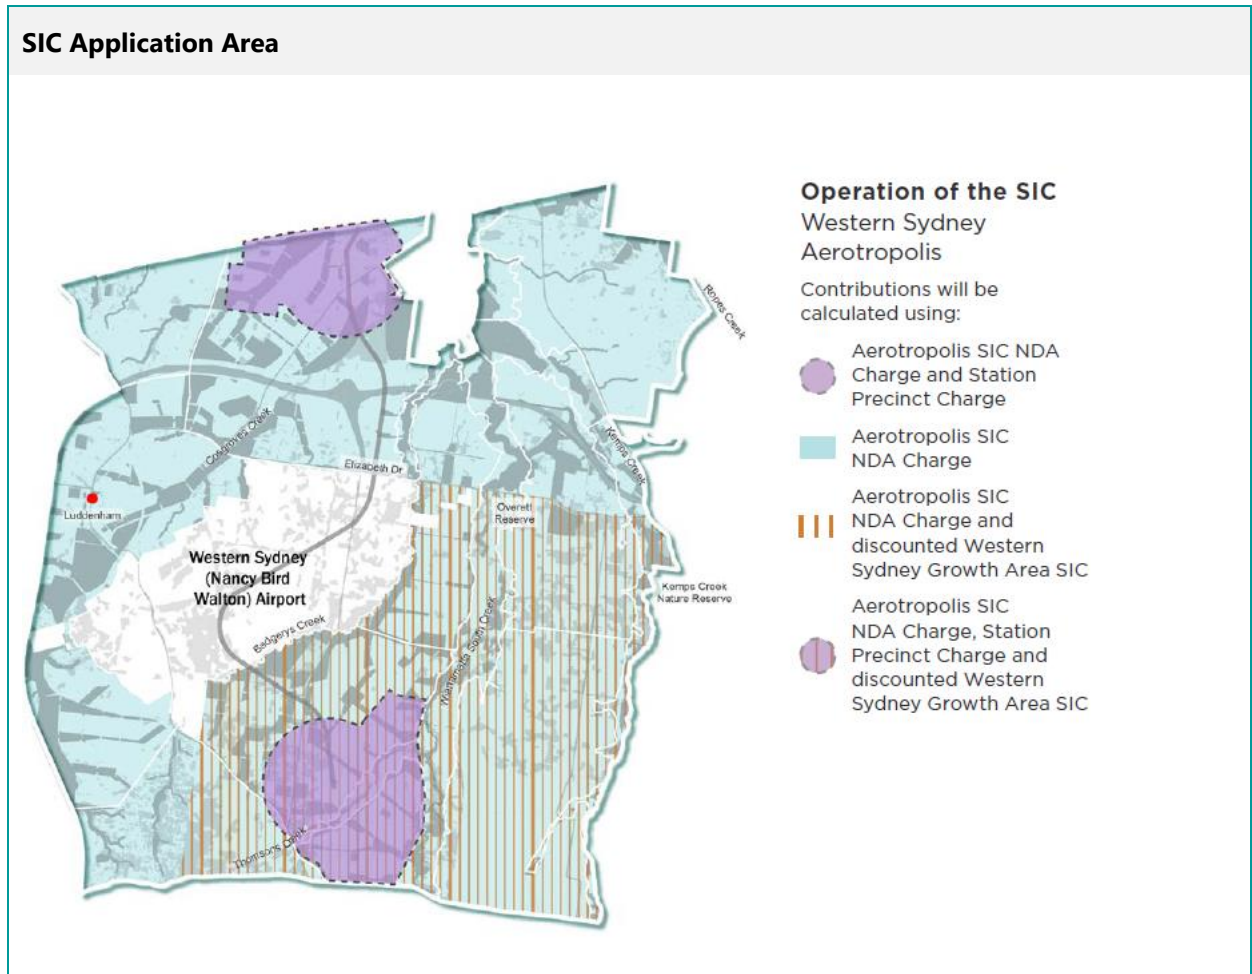 SIC Application Area
Operation of the SIC
Western Sydney
Aerotropolis
Contributions will be
calculated using:
Aerotropolis SIC NDA
Charge and Station
Precinct Charge
Aerotropolis SIC
NDA Charge
Aerotropolis SIC
NDA Charge and
discounted Western
Sydney Growth Area SIC
Aerotropolis SIC
NDA Charge, Station
Precinct Charge and
discounted Western
Sydney Growth Area SIC
Ropes Creek
Cosgroves Creek
Kemps Creek
Elizabeth Dr
Luddenham
Overett
Reserve
Western Sydney
(Nancy Bird
Walton) Airport
Kemps Creek
Nature Reserve
Badgerys Creek
Wianamatta South Creek
Thompsons Creek